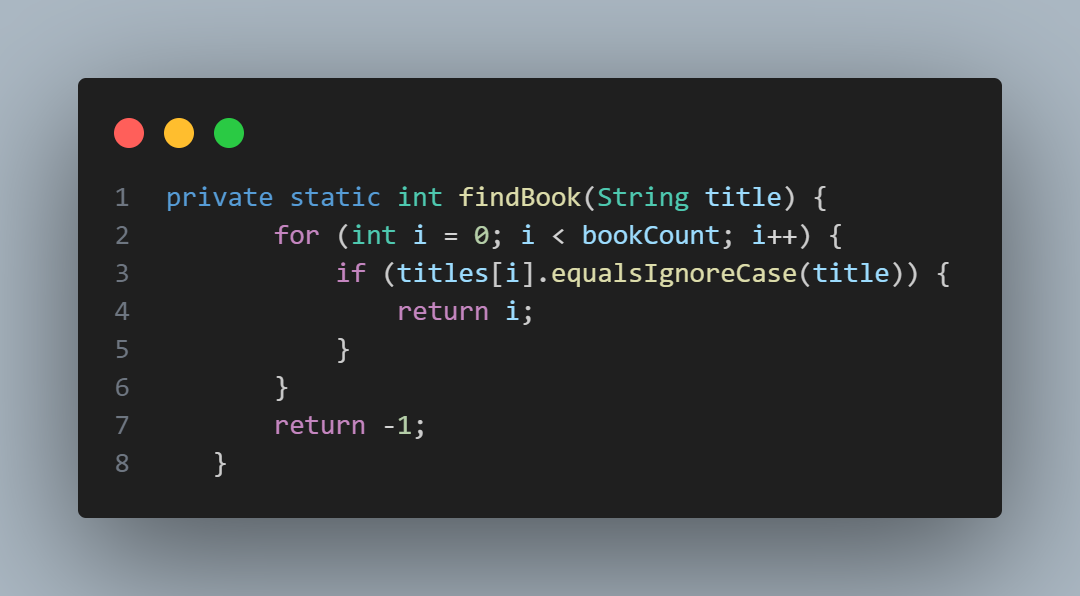 1 private static int findBook(String title) {
2         for (int i = 0; i < bookCount; i++) {
3             if (titles[i].equalsIgnoreCase(title)) {
4                 return i;
5             }
6         }
7         return -1;
8     }